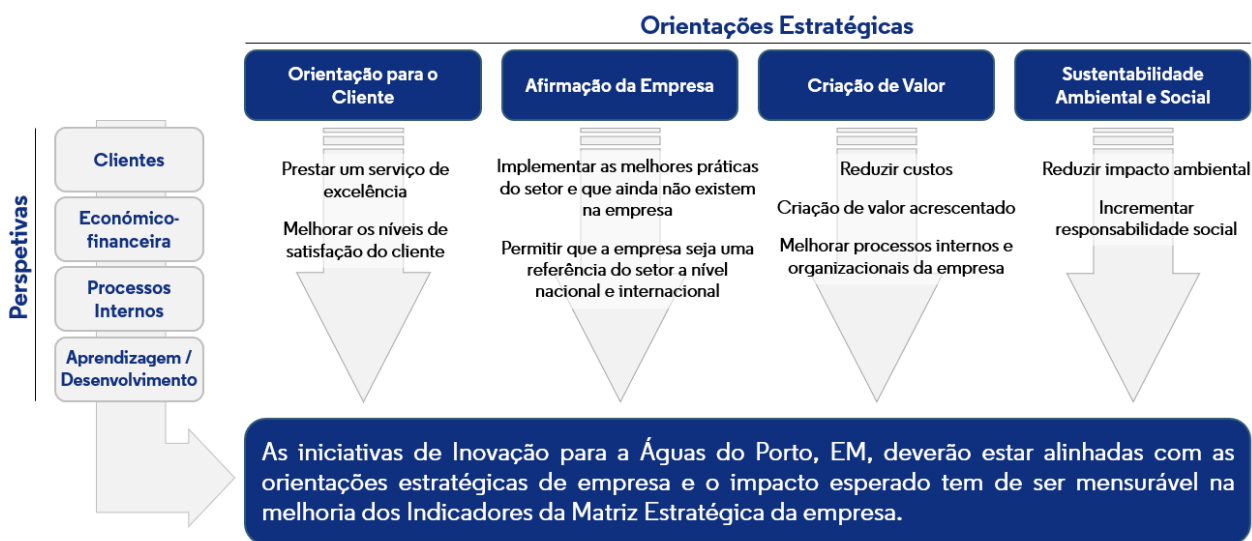 Orientações Estratégicas
Orientação para o
Cliente
Afirmação da Empresa
Criação de Valor
Sustentabilidade
Ambiental e Social
Perspetivas
Clientes
Económico-
financeira
Processos
Internos
Aprendizagem /
Desenvolvimento
Prestar um serviço de
excelência
Melhorar os níveis de
satisfação do cliente
Implementar as melhores práticas
do setor e que ainda não existem
na empresa
Permitir que a empresa seja uma
referência do setor a nível
nacional e internacional
Reduzir custos
Criação de valor acrescentado
Melhorar processos internos e
organizacionais da empresa
Reduzir impacto ambiental
Incrementar
responsabilidade social
As iniciativas de Inovação para a Águas do Porto, EM, deverão estar alinhadas com as
orientações estratégicas de empresa e o impacto esperado tem de ser mensurável na
melhoria dos Indicadores da Matriz Estratégica da empresa.